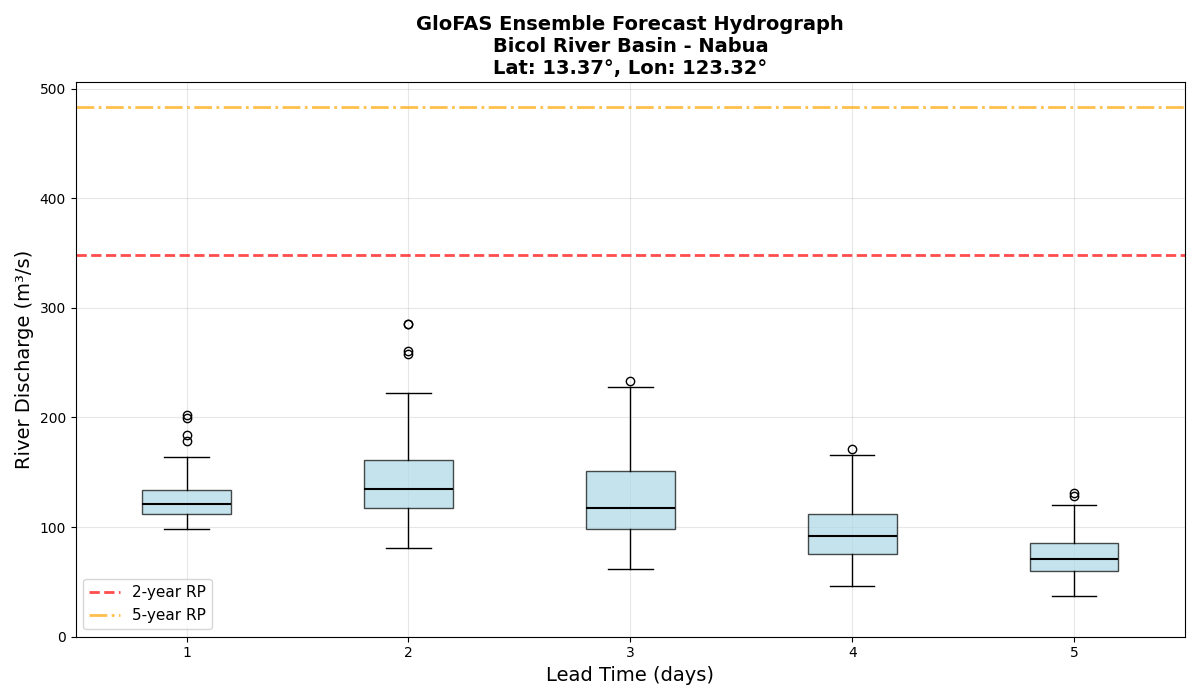 GloFAS Ensemble Forecast Hydrograph
Bicol River Basin - Nabua
Lat: 13.37°, Lon: 123.32°
River Discharge (m³/s)
500
400
300
200
100
0
2-year RP
5-year RP
1 2 3 4 5
Lead Time (days)